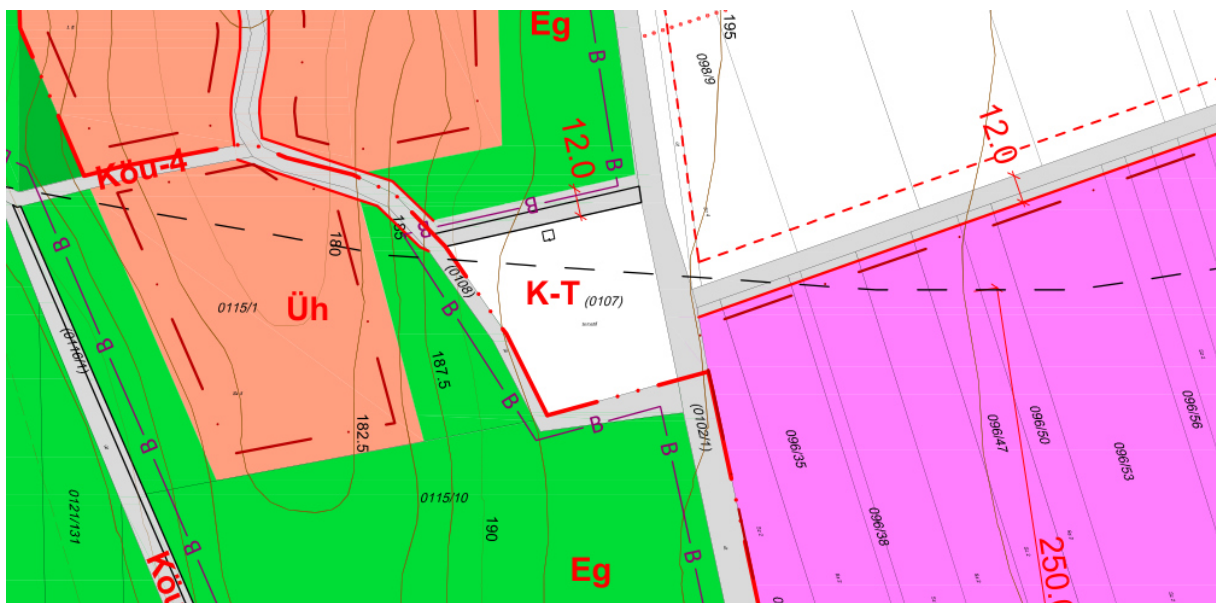 Eg
195
098/9
B
12.0
B
12.0
Köu-4
B
B
B
185
180
(0108)
K-T (0107)
0115/1
Üh
B
(0116/1)
B
187.5
B
B
B
182.5
(0102/1)
096/35
096/38
096/47
096/50
096/53
096/56
0121/131
0115/10
190
B
B
Eg
250.0
Köu